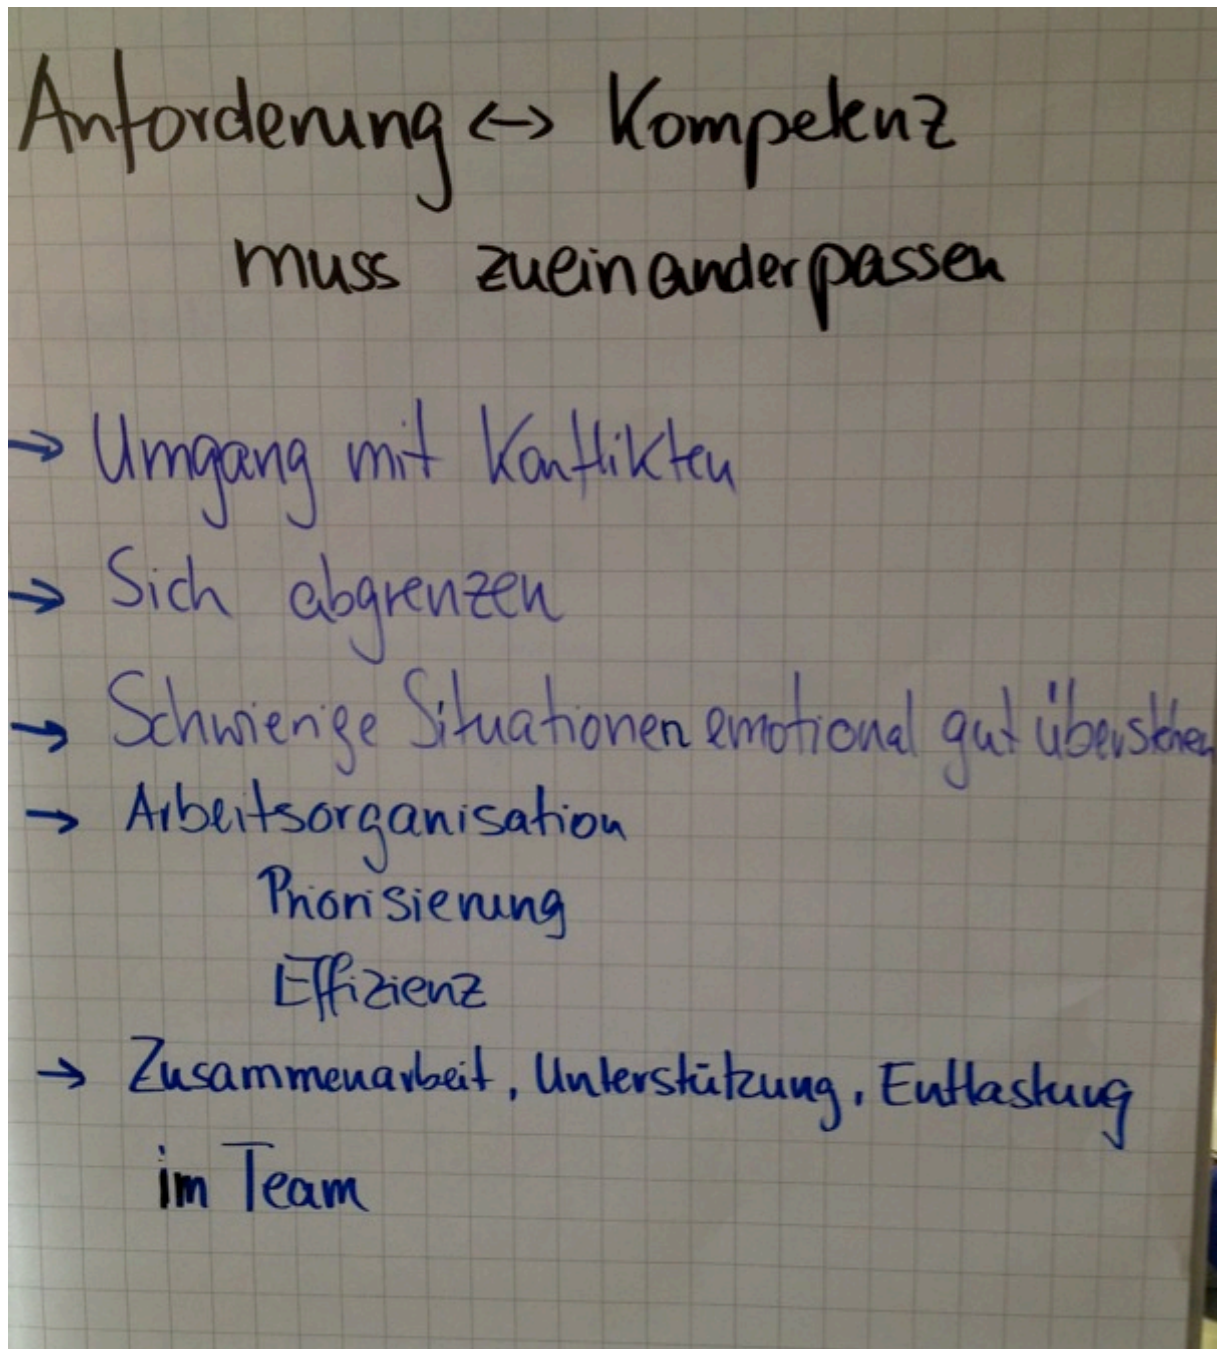 Anforderung ↔ Kompetenz
muss zueinanderpassen
→ Umgang mit Konflikten
→ Sich abgrenzen
→ Schwierige Situationen emotional gut überstehen
→ Arbeitsorganisation
Priorisierung
Effizienz
→ Zusammenarbeit, Unterstützung, Entlastung
im Team